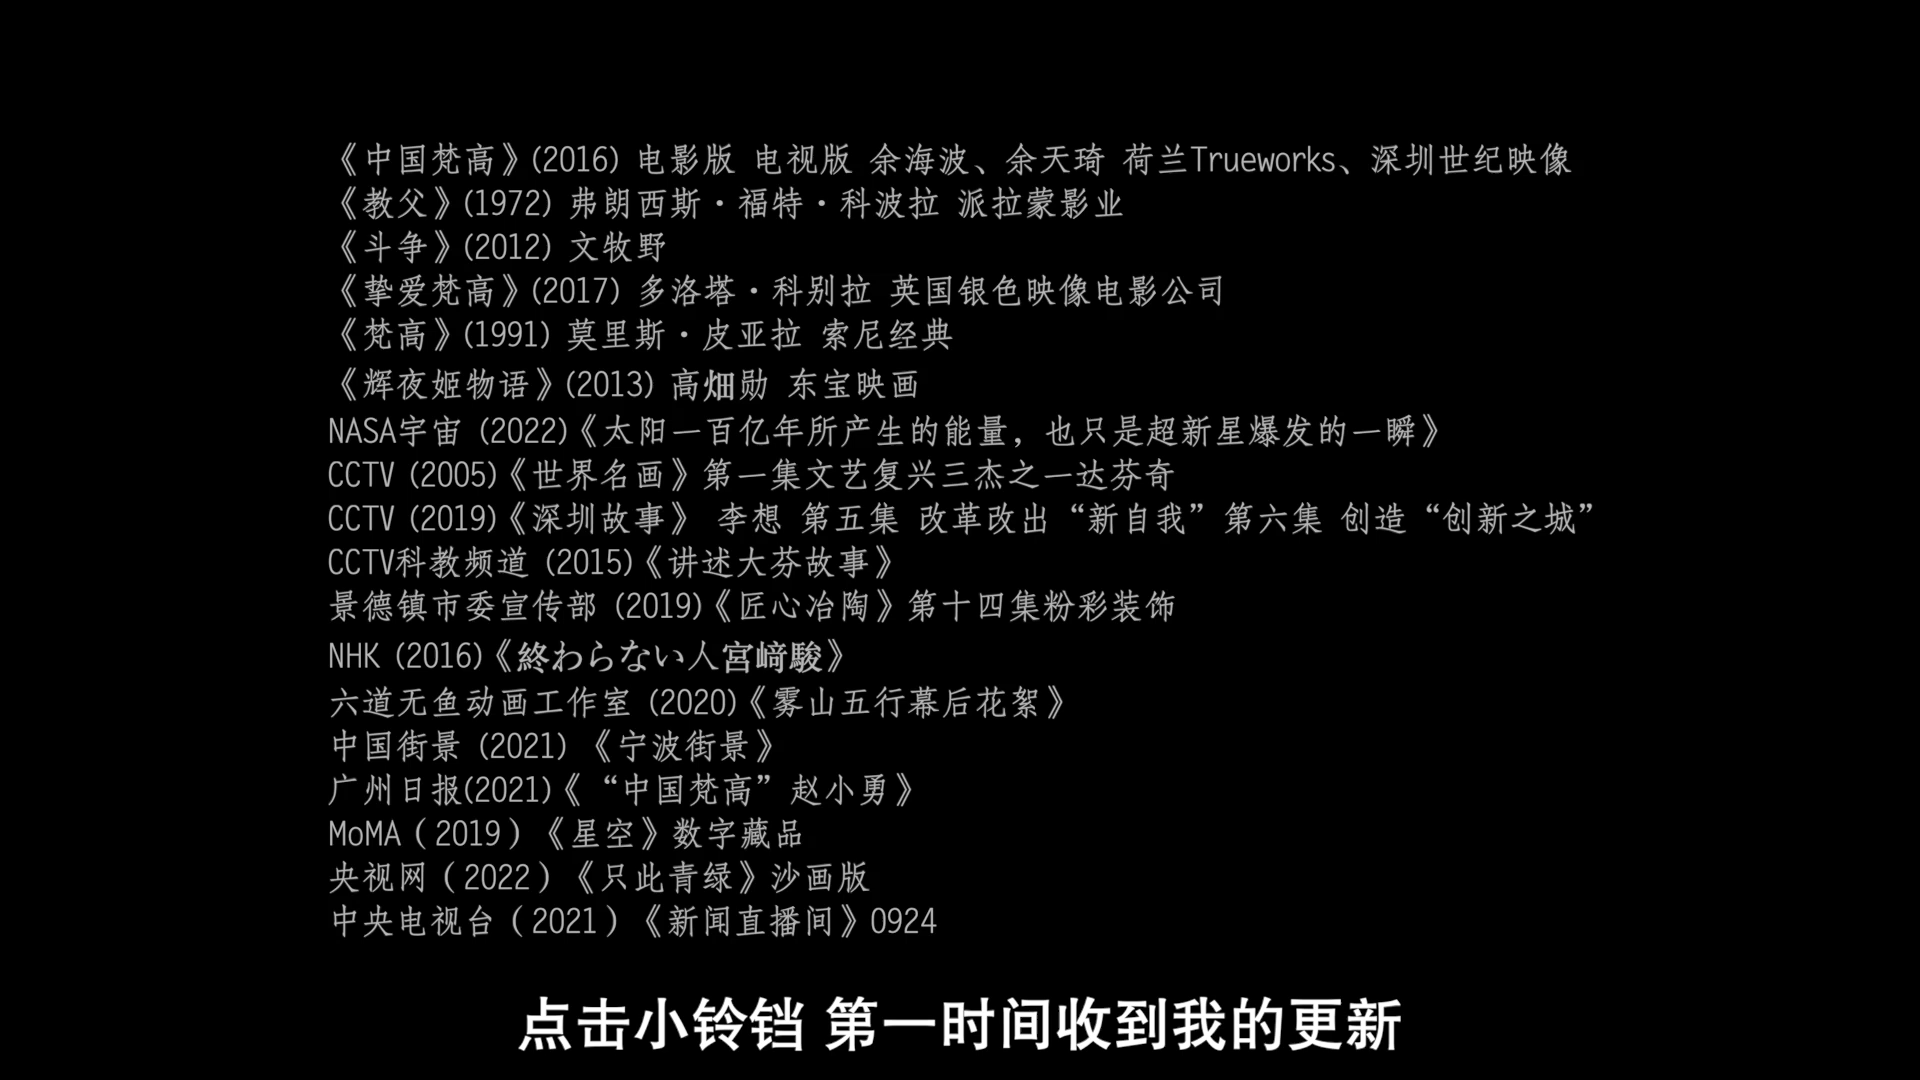 《中国梵高》(2016) 电影版 电视版 余海波、余天琦 荷兰Trueworks、深圳世纪映像
《教父》(1972) 弗朗西斯·福特·科波拉 派拉蒙影业
《斗争》(2012) 文牧野
《挚爱梵高》(2017) 多洛塔·科别拉 英国银色映像电影公司
《梵高》(1991) 莫里斯·皮亚拉 索尼经典
《辉夜姬物语》(2013) 高畑勋 东宝映画
NASA宇宙 (2022)《太阳一百亿年所产生的能量，也只是超新星爆发的一瞬》
CCTV (2005)《世界名画》第一集文艺复兴三杰之一达芬奇
CCTV (2019)《深圳故事》 李想 第五集 改革改出“新自我”第六集 创造“创新之城”
CCTV科教频道 (2015)《讲述大芬故事》
景德镇市委宣传部 (2019)《匠心冶陶》第十四集粉彩装饰
NHK (2016)《終わらない人宮﨑駿》
六道无鱼动画工作室 (2020)《雾山五行幕后花絮》
中国街景 (2021) 《宁波街景》
广州日报(2021)《 “中国梵高”赵小勇》
MoMA（2019）《星空》数字藏品
央视网（2022）《只此青绿》沙画版
中央电视台（2021）《新闻直播间》0924
点击小铃铛 第一时间收到我的更新